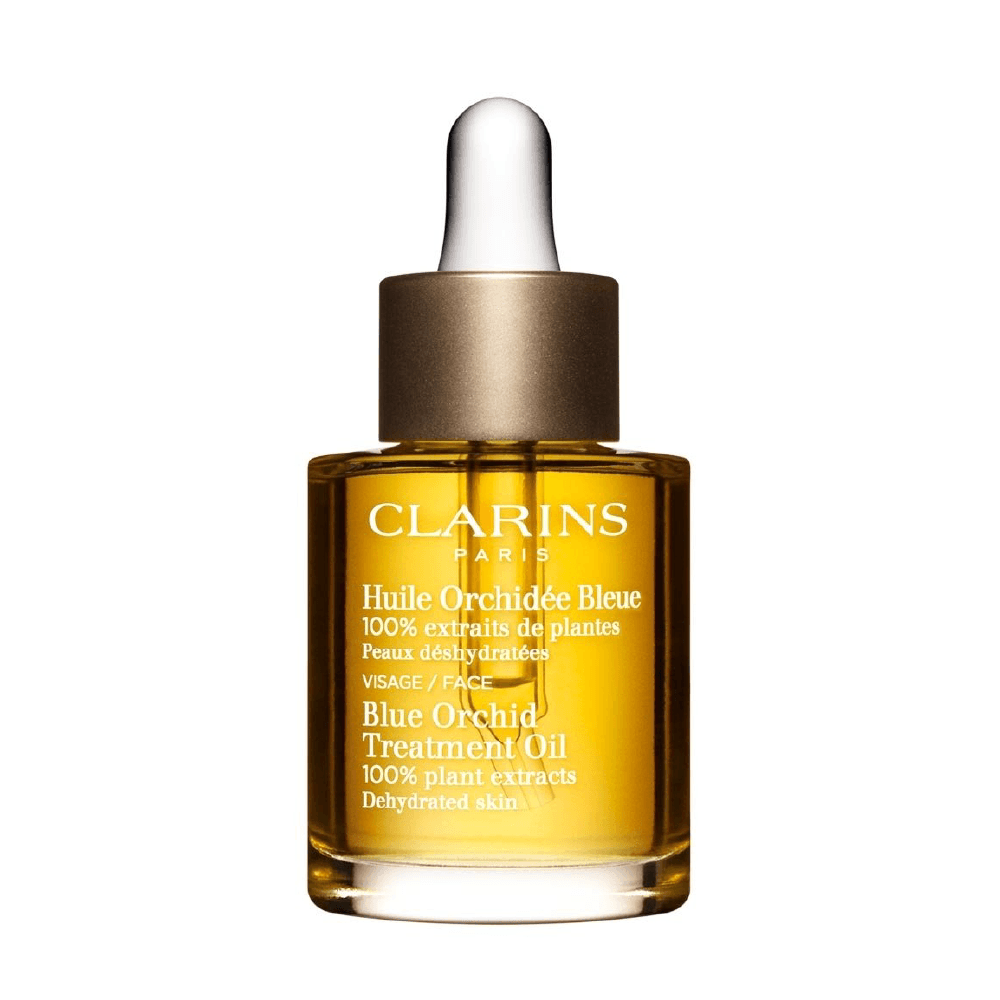 CLARINS
PARIS
Huile Orchidée Bleue
100% extraits de plantes
Peaux déshydratées
VISAGE / FACE
Blue Orchid
Treatment Oil
100% plant extracts
Dehydrated skin